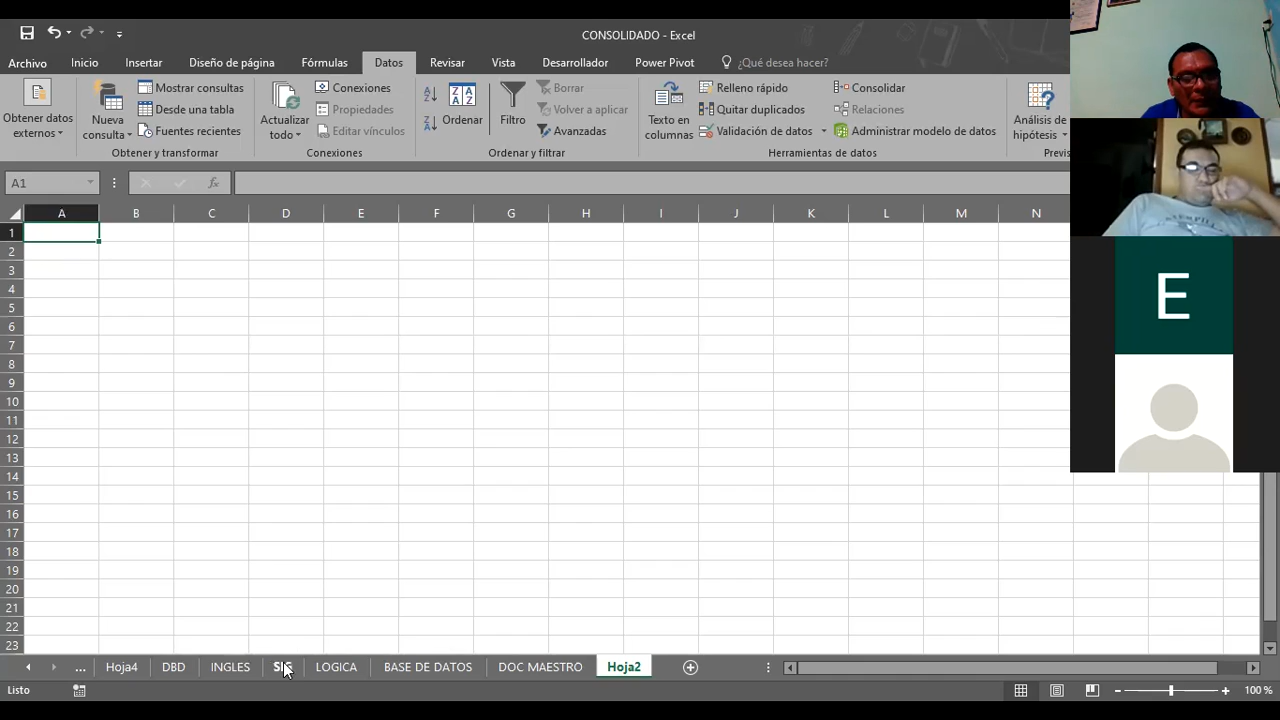 CONSOLIDADO - Excel
Archivo Inicio Insertar Diseño de página Fórmulas Datos Revisar Vista Desarrollador Power Pivot ¿Qué desea hacer?
Obtener datos externos
Nueva consulta
Mostrar consultas
Desde una tabla
Fuentes recientes
Obtener y transformar
Actualizar todo
Conexiones
Propiedades
Editar vínculos
Conexiones
Ordenar
Filtro
Borrar
Volver a aplicar
Avanzadas
Ordenar y filtrar
Texto en columnas
Relleno rápido
Quitar duplicados
Validación de datos
Consolidar
Relaciones
Administrar modelo de datos
Herramientas de datos
Análisis de hipótesis
Previs
A1
fx
A B C D E F G H I J K L M N
1
2
3
4
5
6
7
8
9
10
11
12
13
14
15
16
17
18
19
20
21
22
23
E
... Hoja4 DBD INGLES LOGICA BASE DE DATOS DOC MAESTRO Hoja2
Listo
100 %